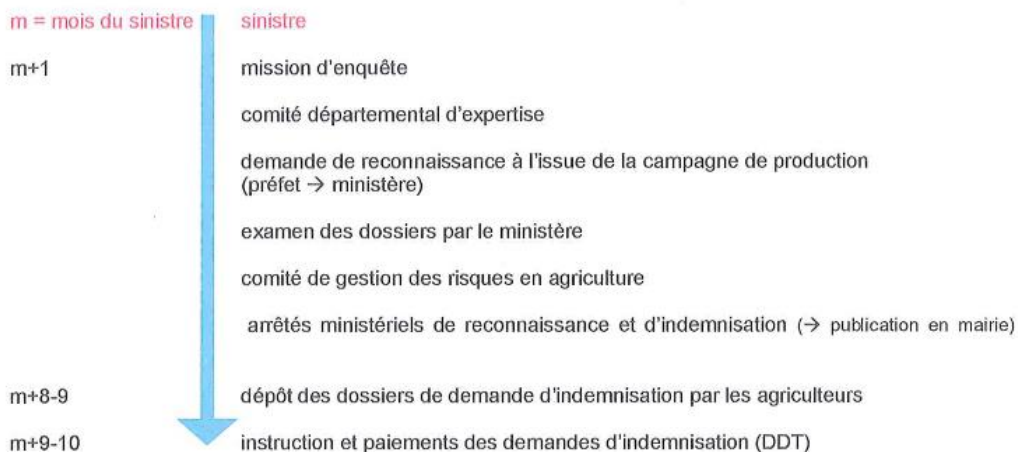 m = mois du sinistre sinistre
m+1 mission d'enquête
comité départemental d'expertise
demande de reconnaissance à l'issue de la campagne de production
(préfet → ministère)
examen des dossiers par le ministère
comité de gestion des risques en agriculture
arrêtés ministériels de reconnaissance et d'indemnisation (→ publication en mairie)
m+8-9 dépôt des dossiers de demande d'indemnisation par les agriculteurs
m+9-10 instruction et paiements des demandes d'indemnisation (DDT)